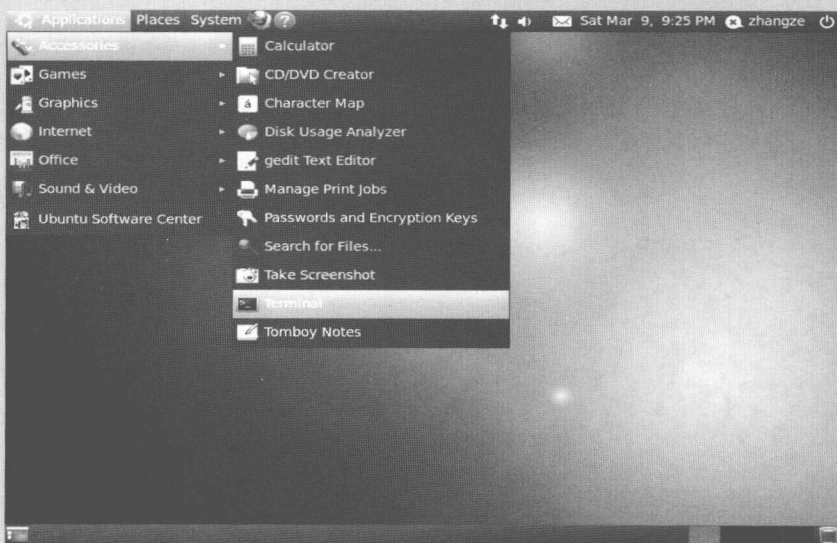 Applications Places System Sat Mar 9, 9:25 PM zhangze
Accessories
Games
Graphics
Internet
Office
Sound & Video
Ubuntu Software Center
Calculator
CD/DVD Creator
Character Map
Disk Usage Analyzer
gedit Text Editor
Manage Print Jobs
Passwords and Encryption Keys
Search for Files...
Take Screenshot
Terminal
Tomboy Notes